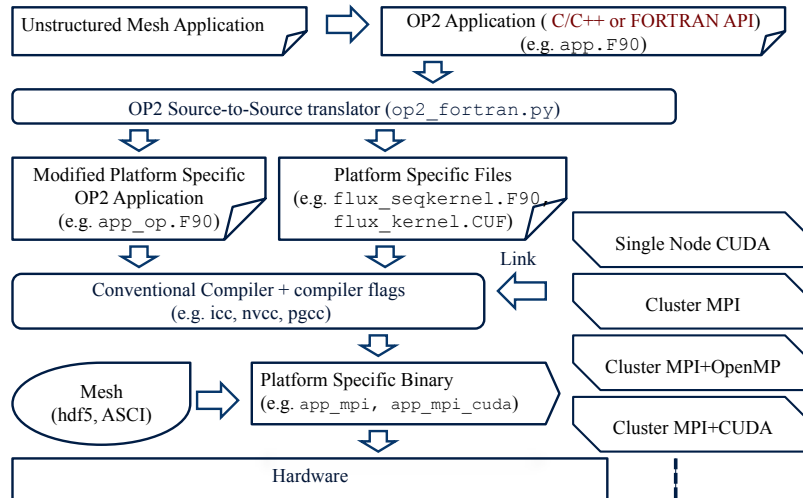 Unstructured Mesh Application
OP2 Application ( C/C++ or FORTRAN API)
(e.g. app.F90)
OP2 Source-to-Source translator (op2_fortran.py)
Modified Platform Specific
OP2 Application
(e.g. app_op.F90)
Platform Specific Files
(e.g. flux_seqkernel.F90,
flux_kernel.CUF)
Link
Single Node CUDA
Conventional Compiler + compiler flags
(e.g. icc, nvcc, pgcc)
Cluster MPI
Cluster MPI+OpenMP
Mesh
(hdf5, ASCI)
Platform Specific Binary
(e.g. app_mpi, app_mpi_cuda)
Cluster MPI+CUDA
Hardware